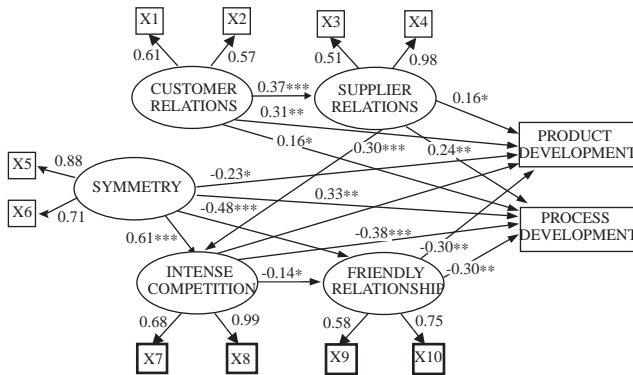 X1
X2
X3
X4
0.61
0.57
0.51
0.98
CUSTOMER
RELATIONS
0.37***
SUPPLIER
RELATIONS
0.16*
0.31**
PRODUCT
DEVELOPMENT
0.16*
0.30***
0.24**
X5
0.88
SYMMETRY
-0.23*
X6
0.71
0.33**
-0.48***
PROCESS
DEVELOPMENT
0.61***
-0.38***
-0.30**
INTENSE
COMPETITION
-0.14*
FRIENDLY
RELATIONSHIP
-0.30**
0.68
0.99
0.58
0.75
X7
X8
X9
X10